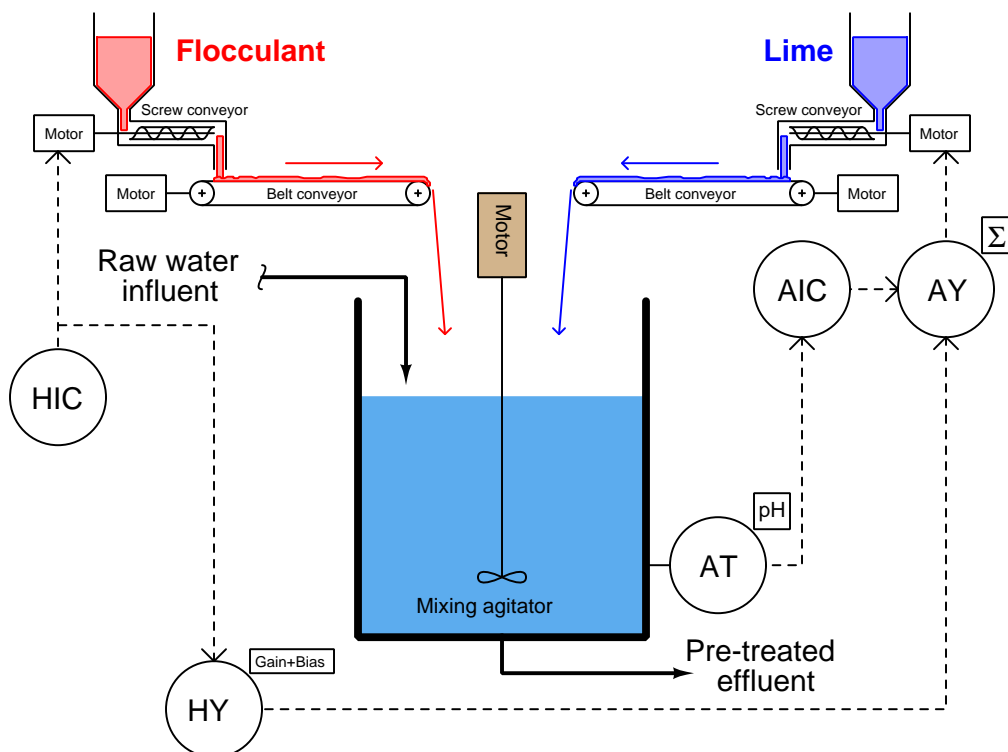 Flocculant
Lime
Screw conveyor
Screw conveyor
Motor
Motor
Motor
Belt conveyor
Motor
Belt conveyor
Motor
Σ
Raw water
influent
AIC
AY
HIC
pH
AT
Mixing agitator
Gain+Bias
HY
Pre-treated
effluent